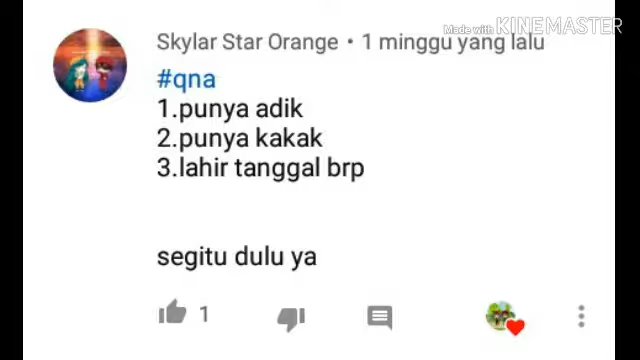 Made with KINEMASTER
Skylar Star Orange • 1 minggu yang lalu
#qna
1.punya adik
2.punya kakak
3.lahir tanggal brp
segitu dulu ya
1